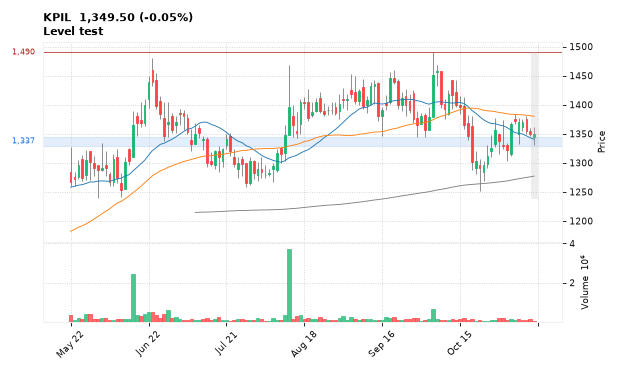 KPIL 1,349.50 (-0.05%)
Level test
1,490
1,337
1500
1450
1400
1350
1300
1250
1200
Price
4
2
Volume 10⁶
May 22
Jun 22
Jul 21
Aug 18
Sep 16
Oct 15